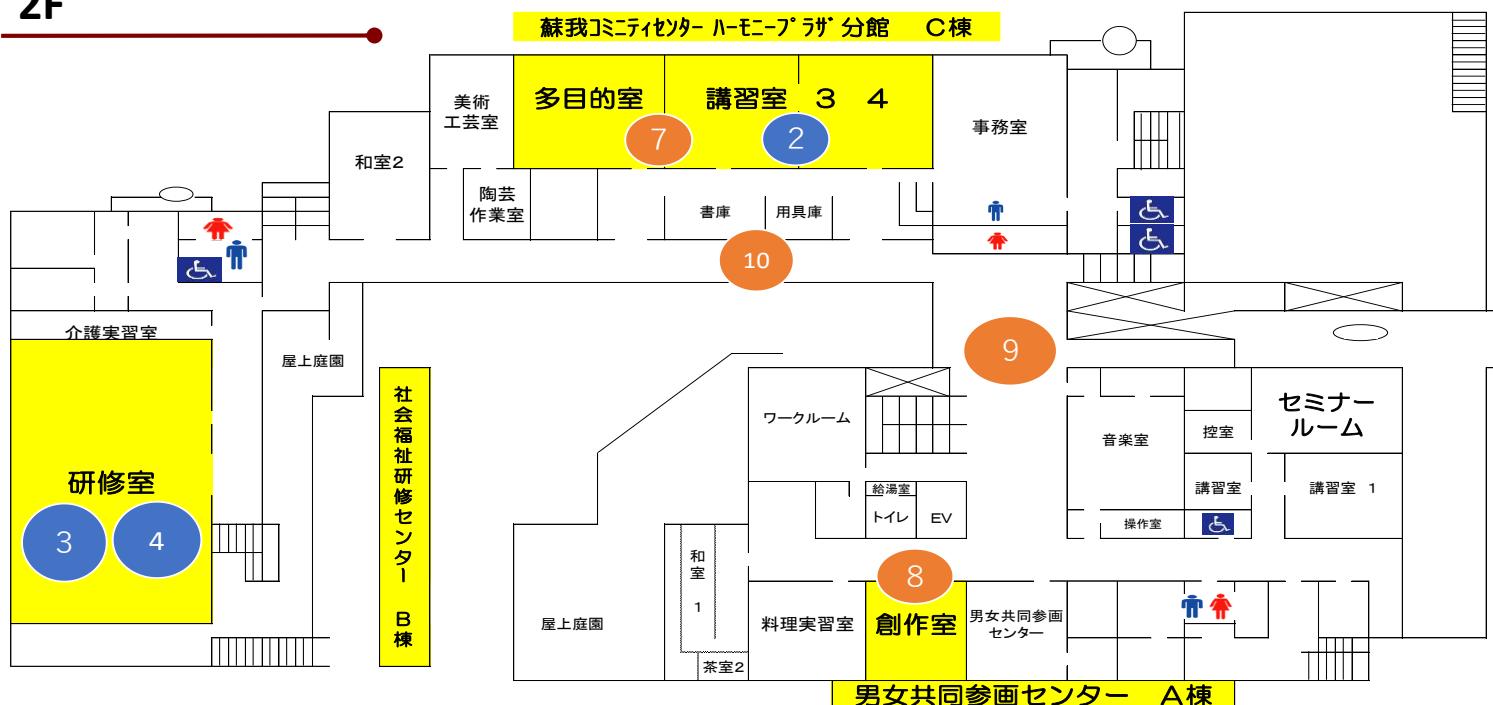 2F
蘇我コミニティセンター ハーモニープラザ 分館 C棟
美術
工芸室
多目的室
講習室 3 4
7
2
事務室
和室2
陶芸
作業室
書庫
用具庫
10
介護実習室
屋上庭園
9
社会福祉研修センター B棟
ワークルーム
音楽室
控室
セミナー
ルーム
研修室
3
4
給湯室
トイレ
EV
講習室
講習室 1
操作室
和室 1
8
屋上庭園
料理実習室
創作室
男女共同参画
センター
茶室2
男女共同参画センター A棟